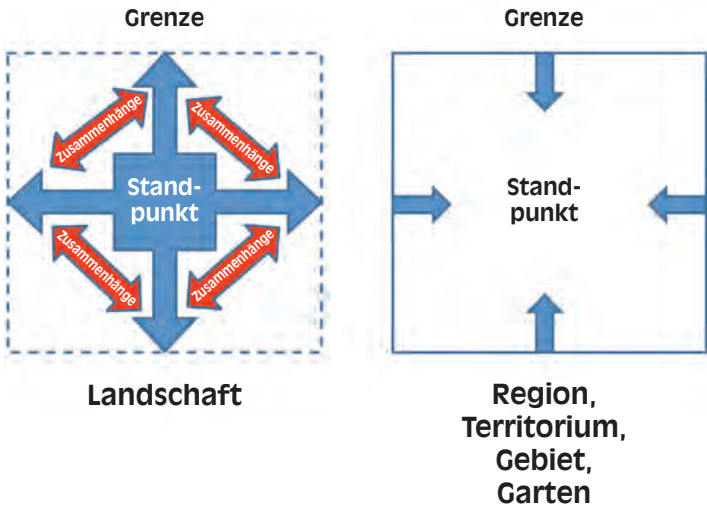 Grenze
Zusammenhänge
Zusammenhänge
Stand-
punkt
Zusammenhänge
Zusammenhänge
Landschaft
Grenze
Stand-
punkt
Region,
Territorium,
Gebiet,
Garten